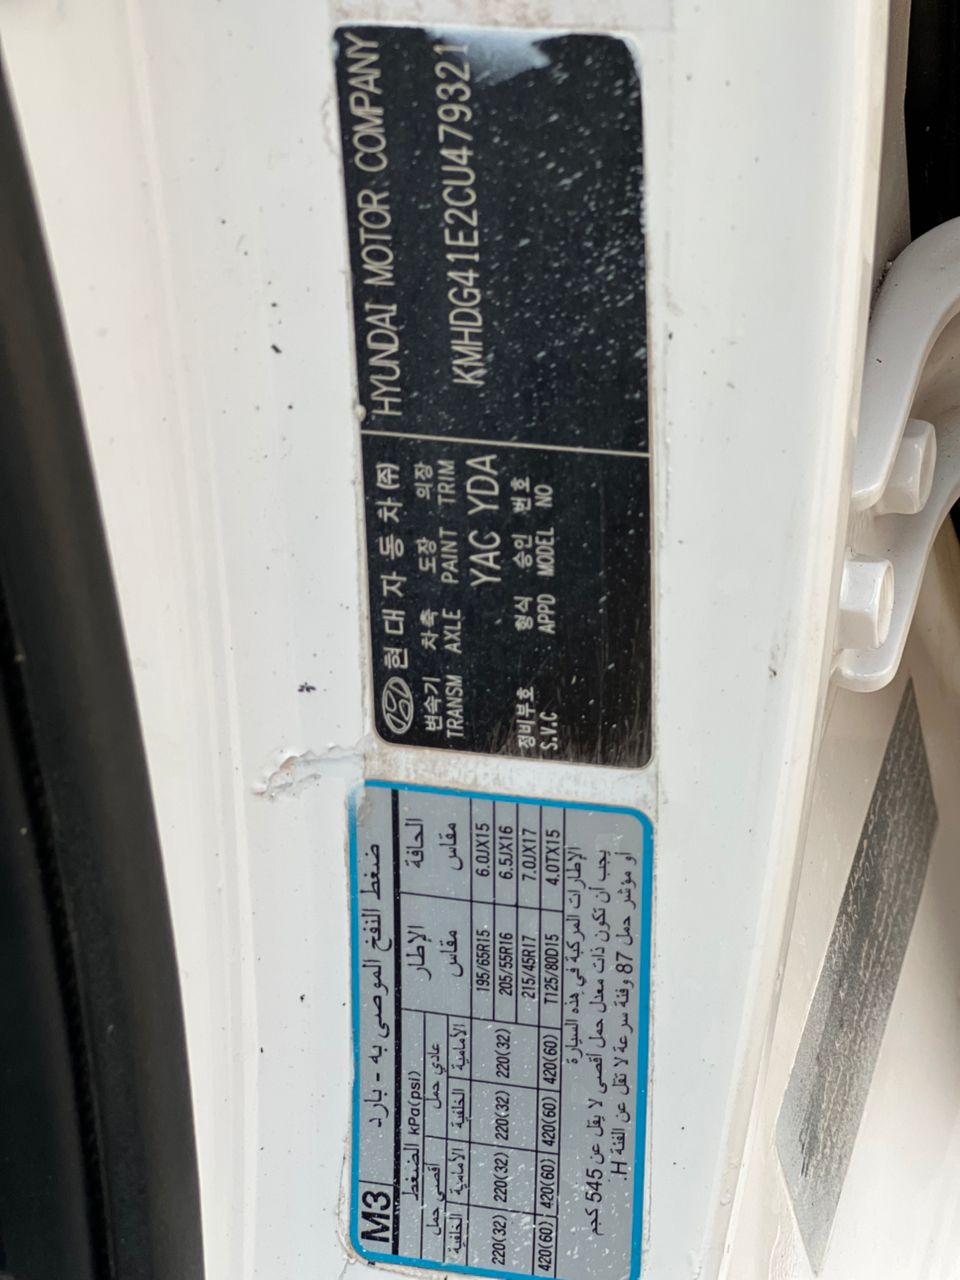 현대자동차(주)
변속기 차축 도장 의장
TRANSM AXLE PAINT TRIM
YAC YDA
정비부호 형식 승인 번호
S.V.C APPD MODEL NO
HYUNDAI MOTOR COMPANY
KMHDG41E2CU479321
M3 ضغط النفخ الموصى به - بارد
الحافة الإطار الضغط kPa(psi)
عادي حمل أقصى حمل
مقاس مقاس الأمامية الخلفية الأمامية الخلفية
6.0JX15 195/65R15
6.5JX16 205/55R16 220(32) 220(32) 220(32) 220(32)
7.0JX17 215/45R17
4.0TX15 T125/80D15 420(60) 420(60) 420(60) 420(60)
الإطارات المركبة في هذه السيارة
يجب أن تكون ذات معدل حمل أقصى لا يقل عن 545 كجم
أو مؤشر حمل 87 وفئة سرعة لا تقل عن الفئة H.